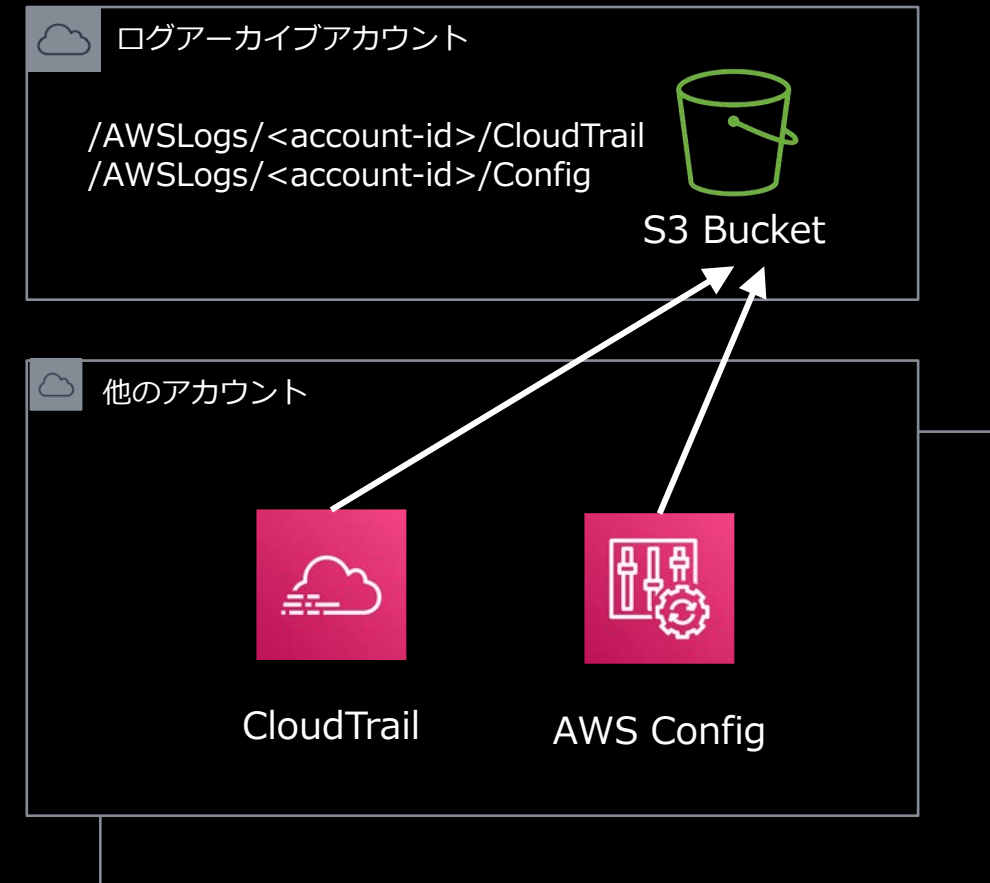 ログアーカイブアカウント
/AWSLogs/<account-id>/CloudTrail
/AWSLogs/<account-id>/Config
S3 Bucket
他のアカウント
CloudTrail
AWS Config